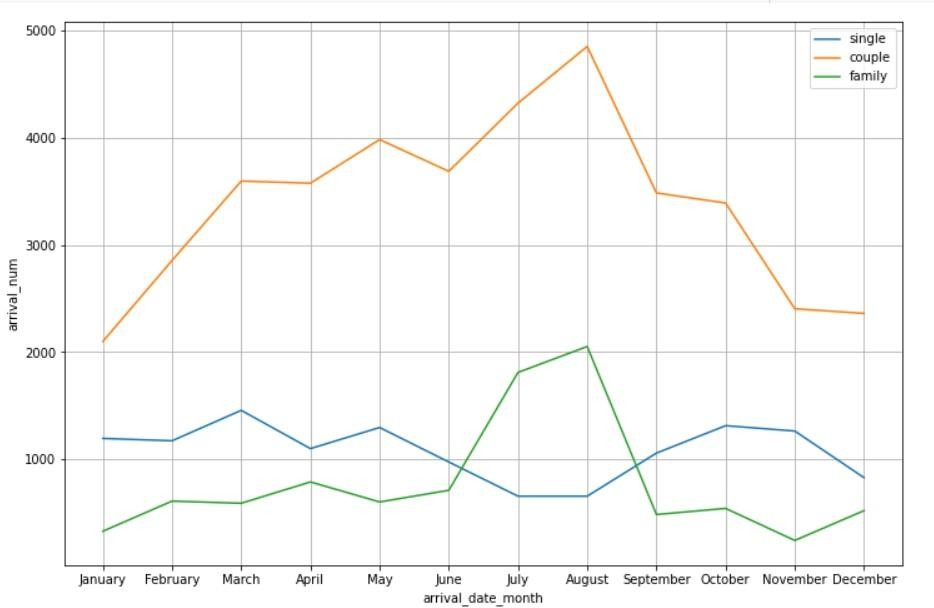 5000
4000
3000
2000
1000
arrival_num
single
couple
family
January February March April May June July August September October November December
arrival_date_month